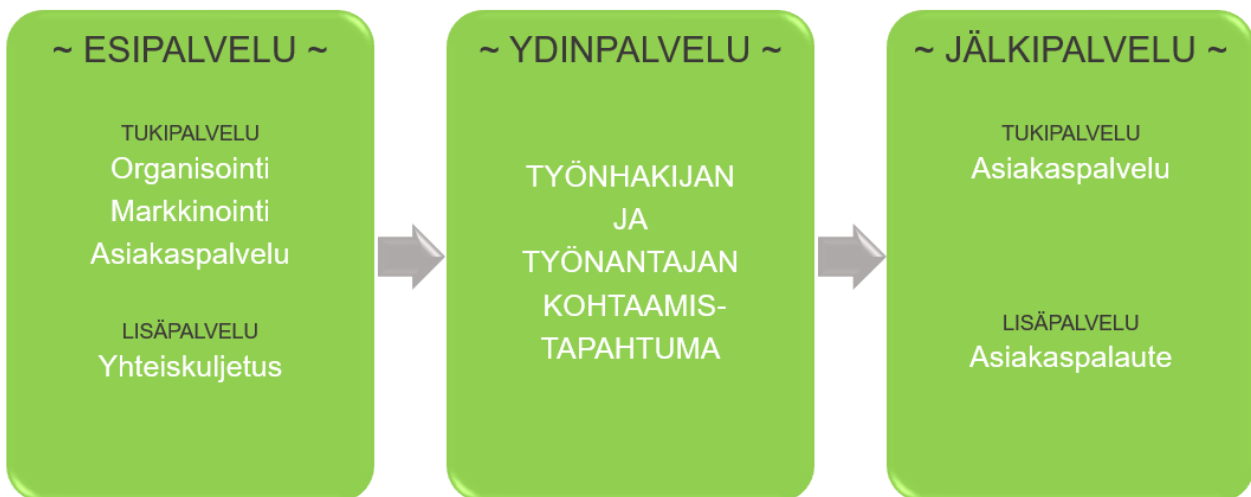 ~ ESIPALVELU ~
TUKIPALVELU
Organisointi
Markkinointi
Asiakaspalvelu
LISÄPALVELU
Yhteiskuljetus
~ YDINPALVELU ~
TYÖNHAKIJAN
JA
TYÖNANTAJAN
KOHTAAMIS-
TAPAHTUMA
~ JÄLKIPALVELU ~
TUKIPALVELU
Asiakaspalvelu
LISÄPALVELU
Asiakaspalaute